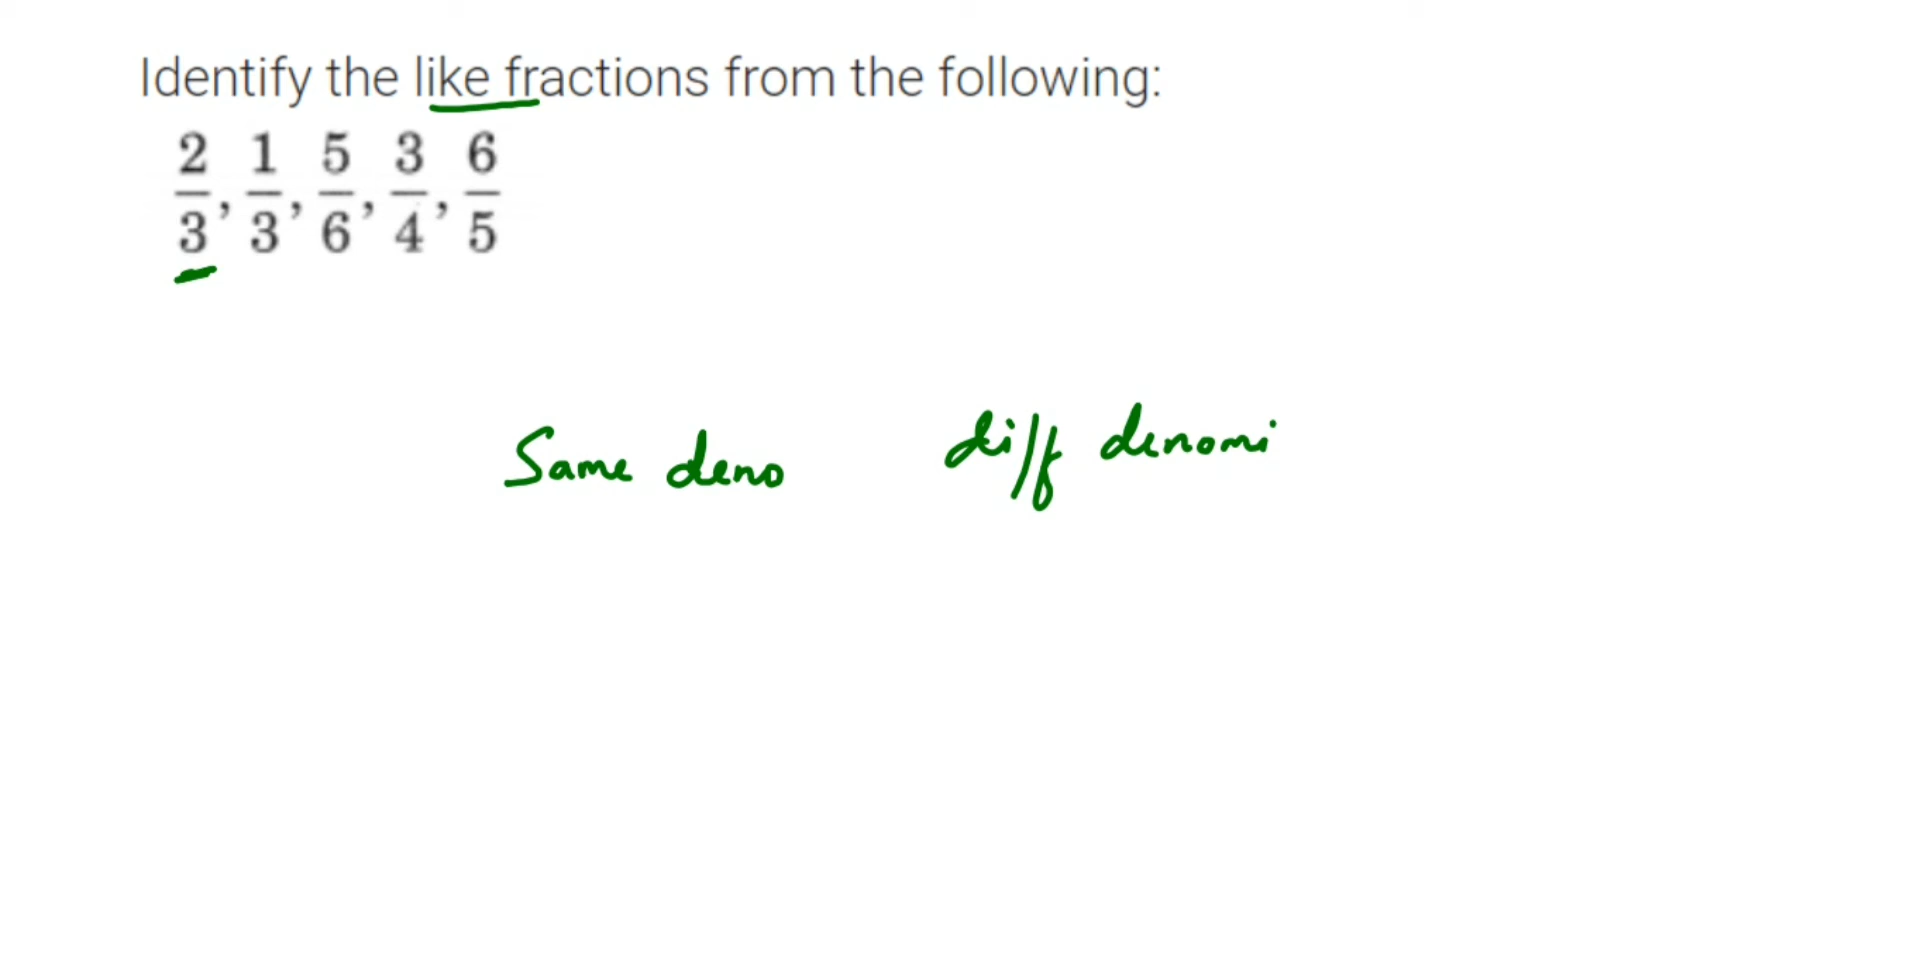 Identify the like fractions from the following:
2/3, 1/3, 5/6, 3/4, 6/5
Same deno diff denomi